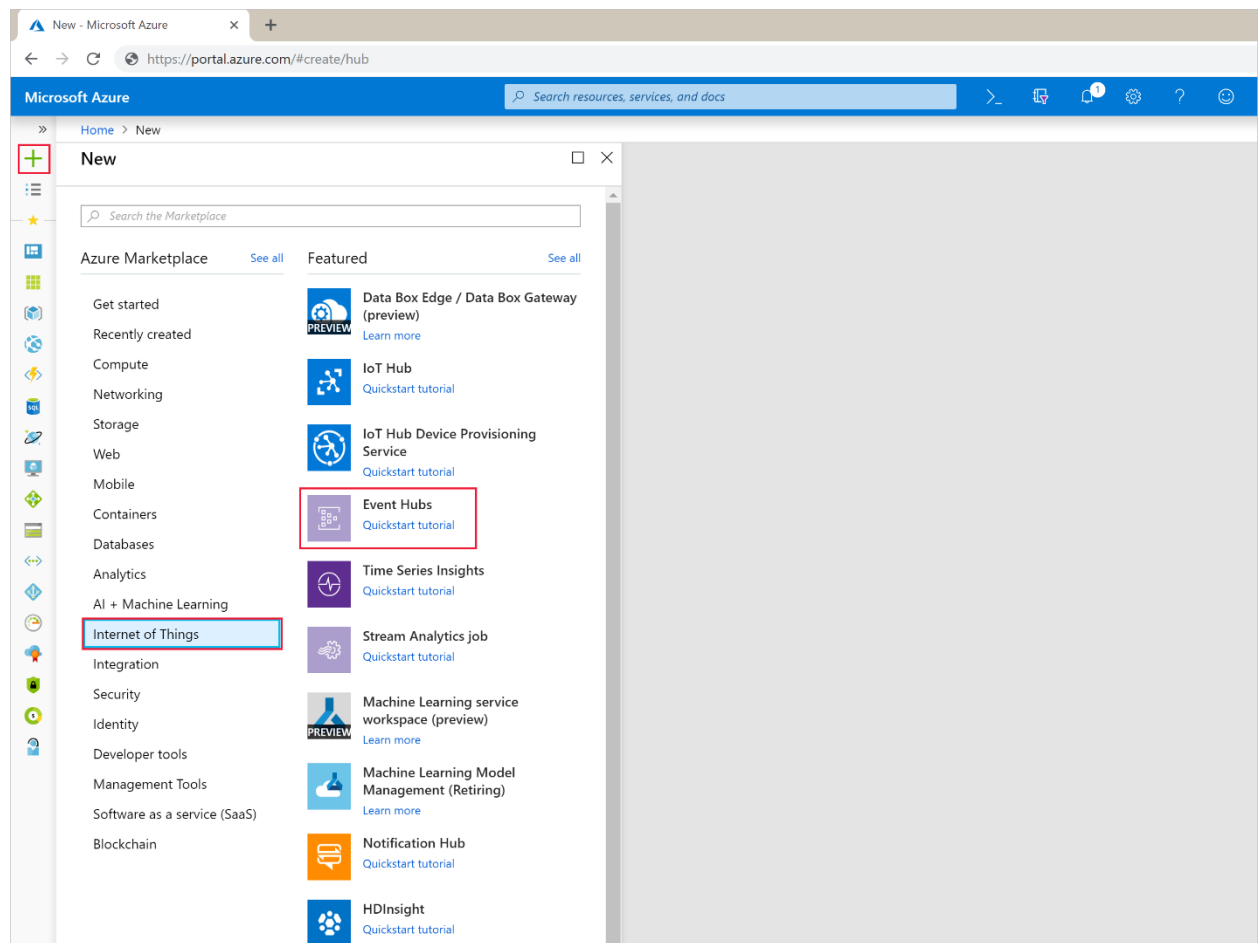 New - Microsoft Azure
https://portal.azure.com/#create/hub
Microsoft Azure
Search resources, services, and docs
1
Home > New
New
Search the Marketplace
Azure Marketplace See all
Get started
Recently created
Compute
Networking
Storage
Web
Mobile
Containers
Databases
Analytics
AI + Machine Learning
Internet of Things
Integration
Security
Identity
Developer tools
Management Tools
Software as a service (SaaS)
Blockchain
Featured See all
PREVIEW
Data Box Edge / Data Box Gateway
(preview)
Learn more
IoT Hub
Quickstart tutorial
IoT Hub Device Provisioning
Service
Quickstart tutorial
Event Hubs
Quickstart tutorial
Time Series Insights
Quickstart tutorial
Stream Analytics job
Quickstart tutorial
PREVIEW
Machine Learning service
workspace (preview)
Learn more
Machine Learning Model
Management (Retiring)
Learn more
Notification Hub
Quickstart tutorial
HDInsight
Quickstart tutorial
SQL